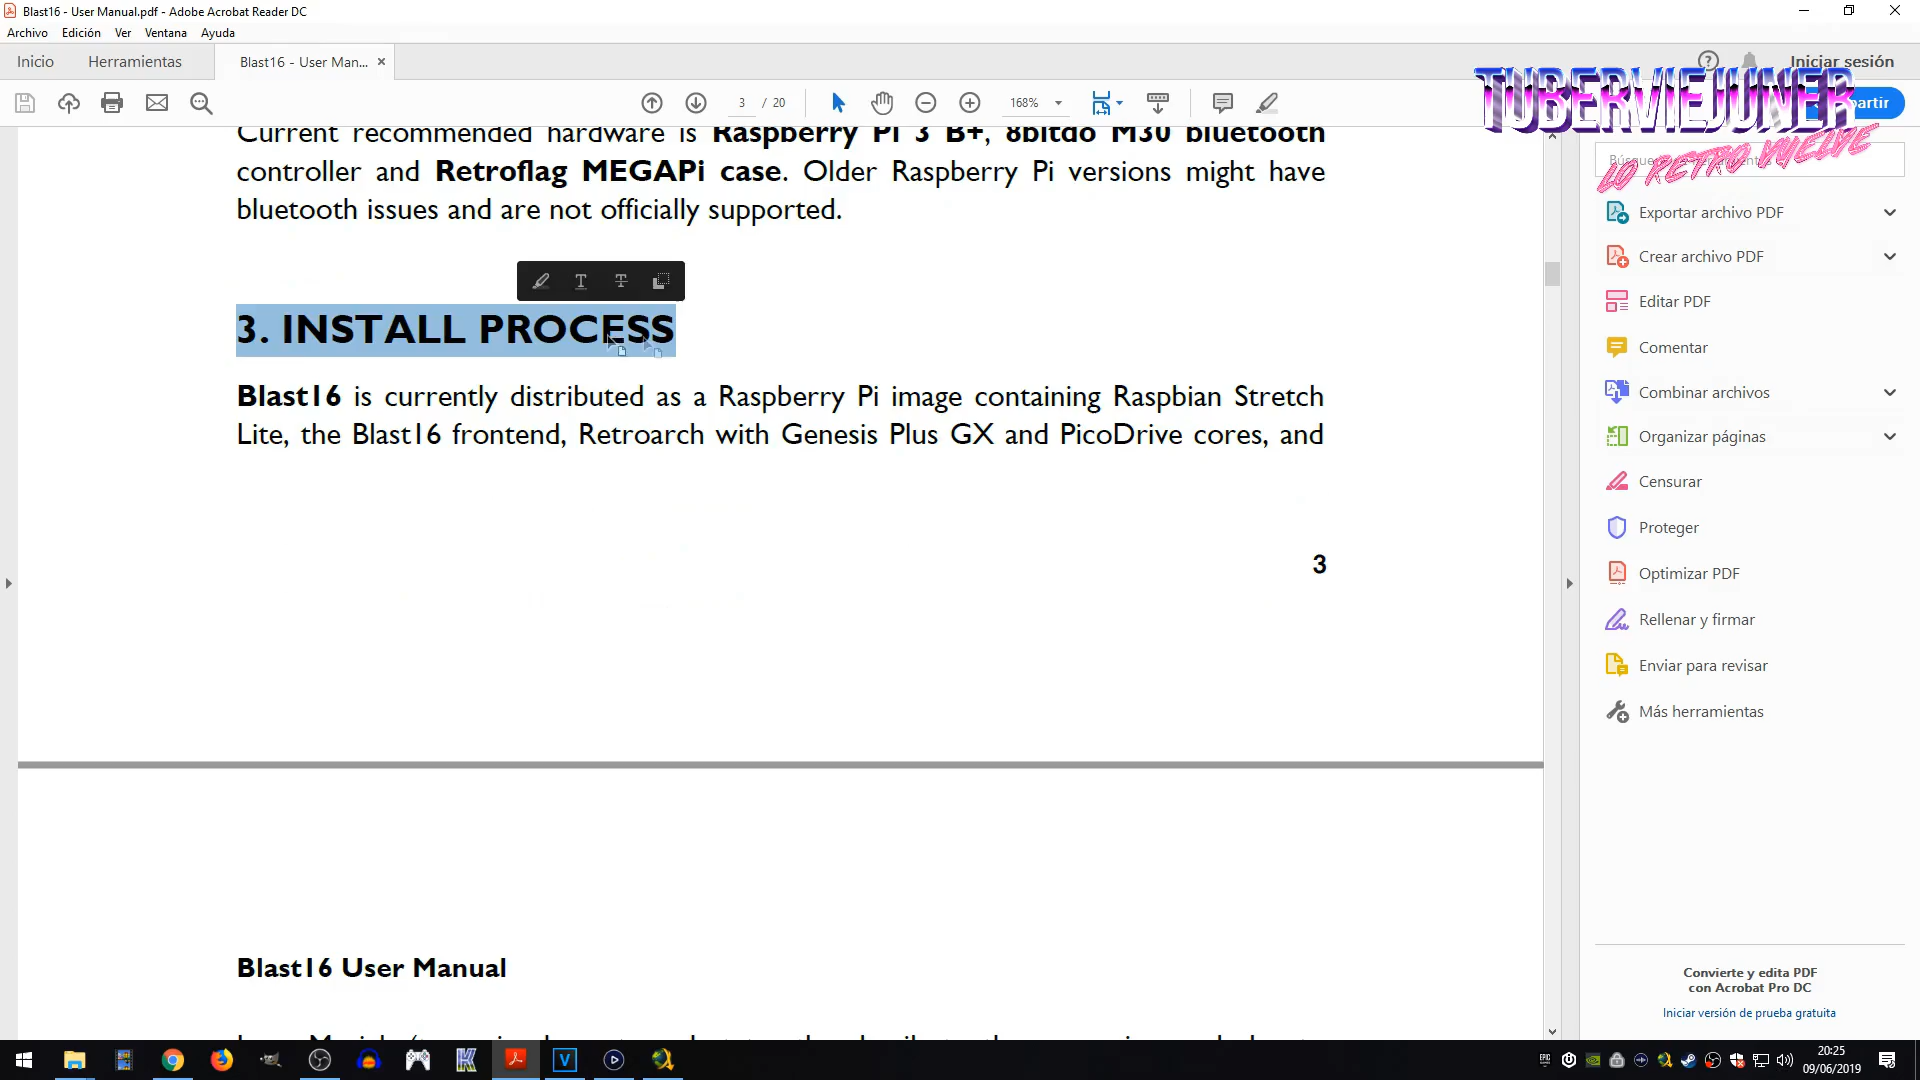 Blast16 - User Manual.pdf - Adobe Acrobat Reader DC
Archivo Edición Ver Ventana Ayuda
Inicio Herramientas Blast16 - User Man... Iniciar sesión
3 / 20 168%
TUBERVIEJUNER
LO RETRO VUELVE
Current recommended hardware is Raspberry Pi 3 B+, 8bitdo M30 bluetooth
controller and Retroflag MEGAPi case. Older Raspberry Pi versions might have
bluetooth issues and are not officially supported.
3. INSTALL PROCESS
Blast16 is currently distributed as a Raspberry Pi image containing Raspbian Stretch
Lite, the Blast16 frontend, Retroarch with Genesis Plus GX and PicoDrive cores, and
3
Blast16 User Manual
Exportar archivo PDF
Crear archivo PDF
Editar PDF
Comentar
Combinar archivos
Organizar páginas
Censurar
Proteger
Optimizar PDF
Rellenar y firmar
Enviar para revisar
Más herramientas
Convierte y edita PDF
con Acrobat Pro DC
Iniciar versión de prueba gratuita
20:25
09/06/2019